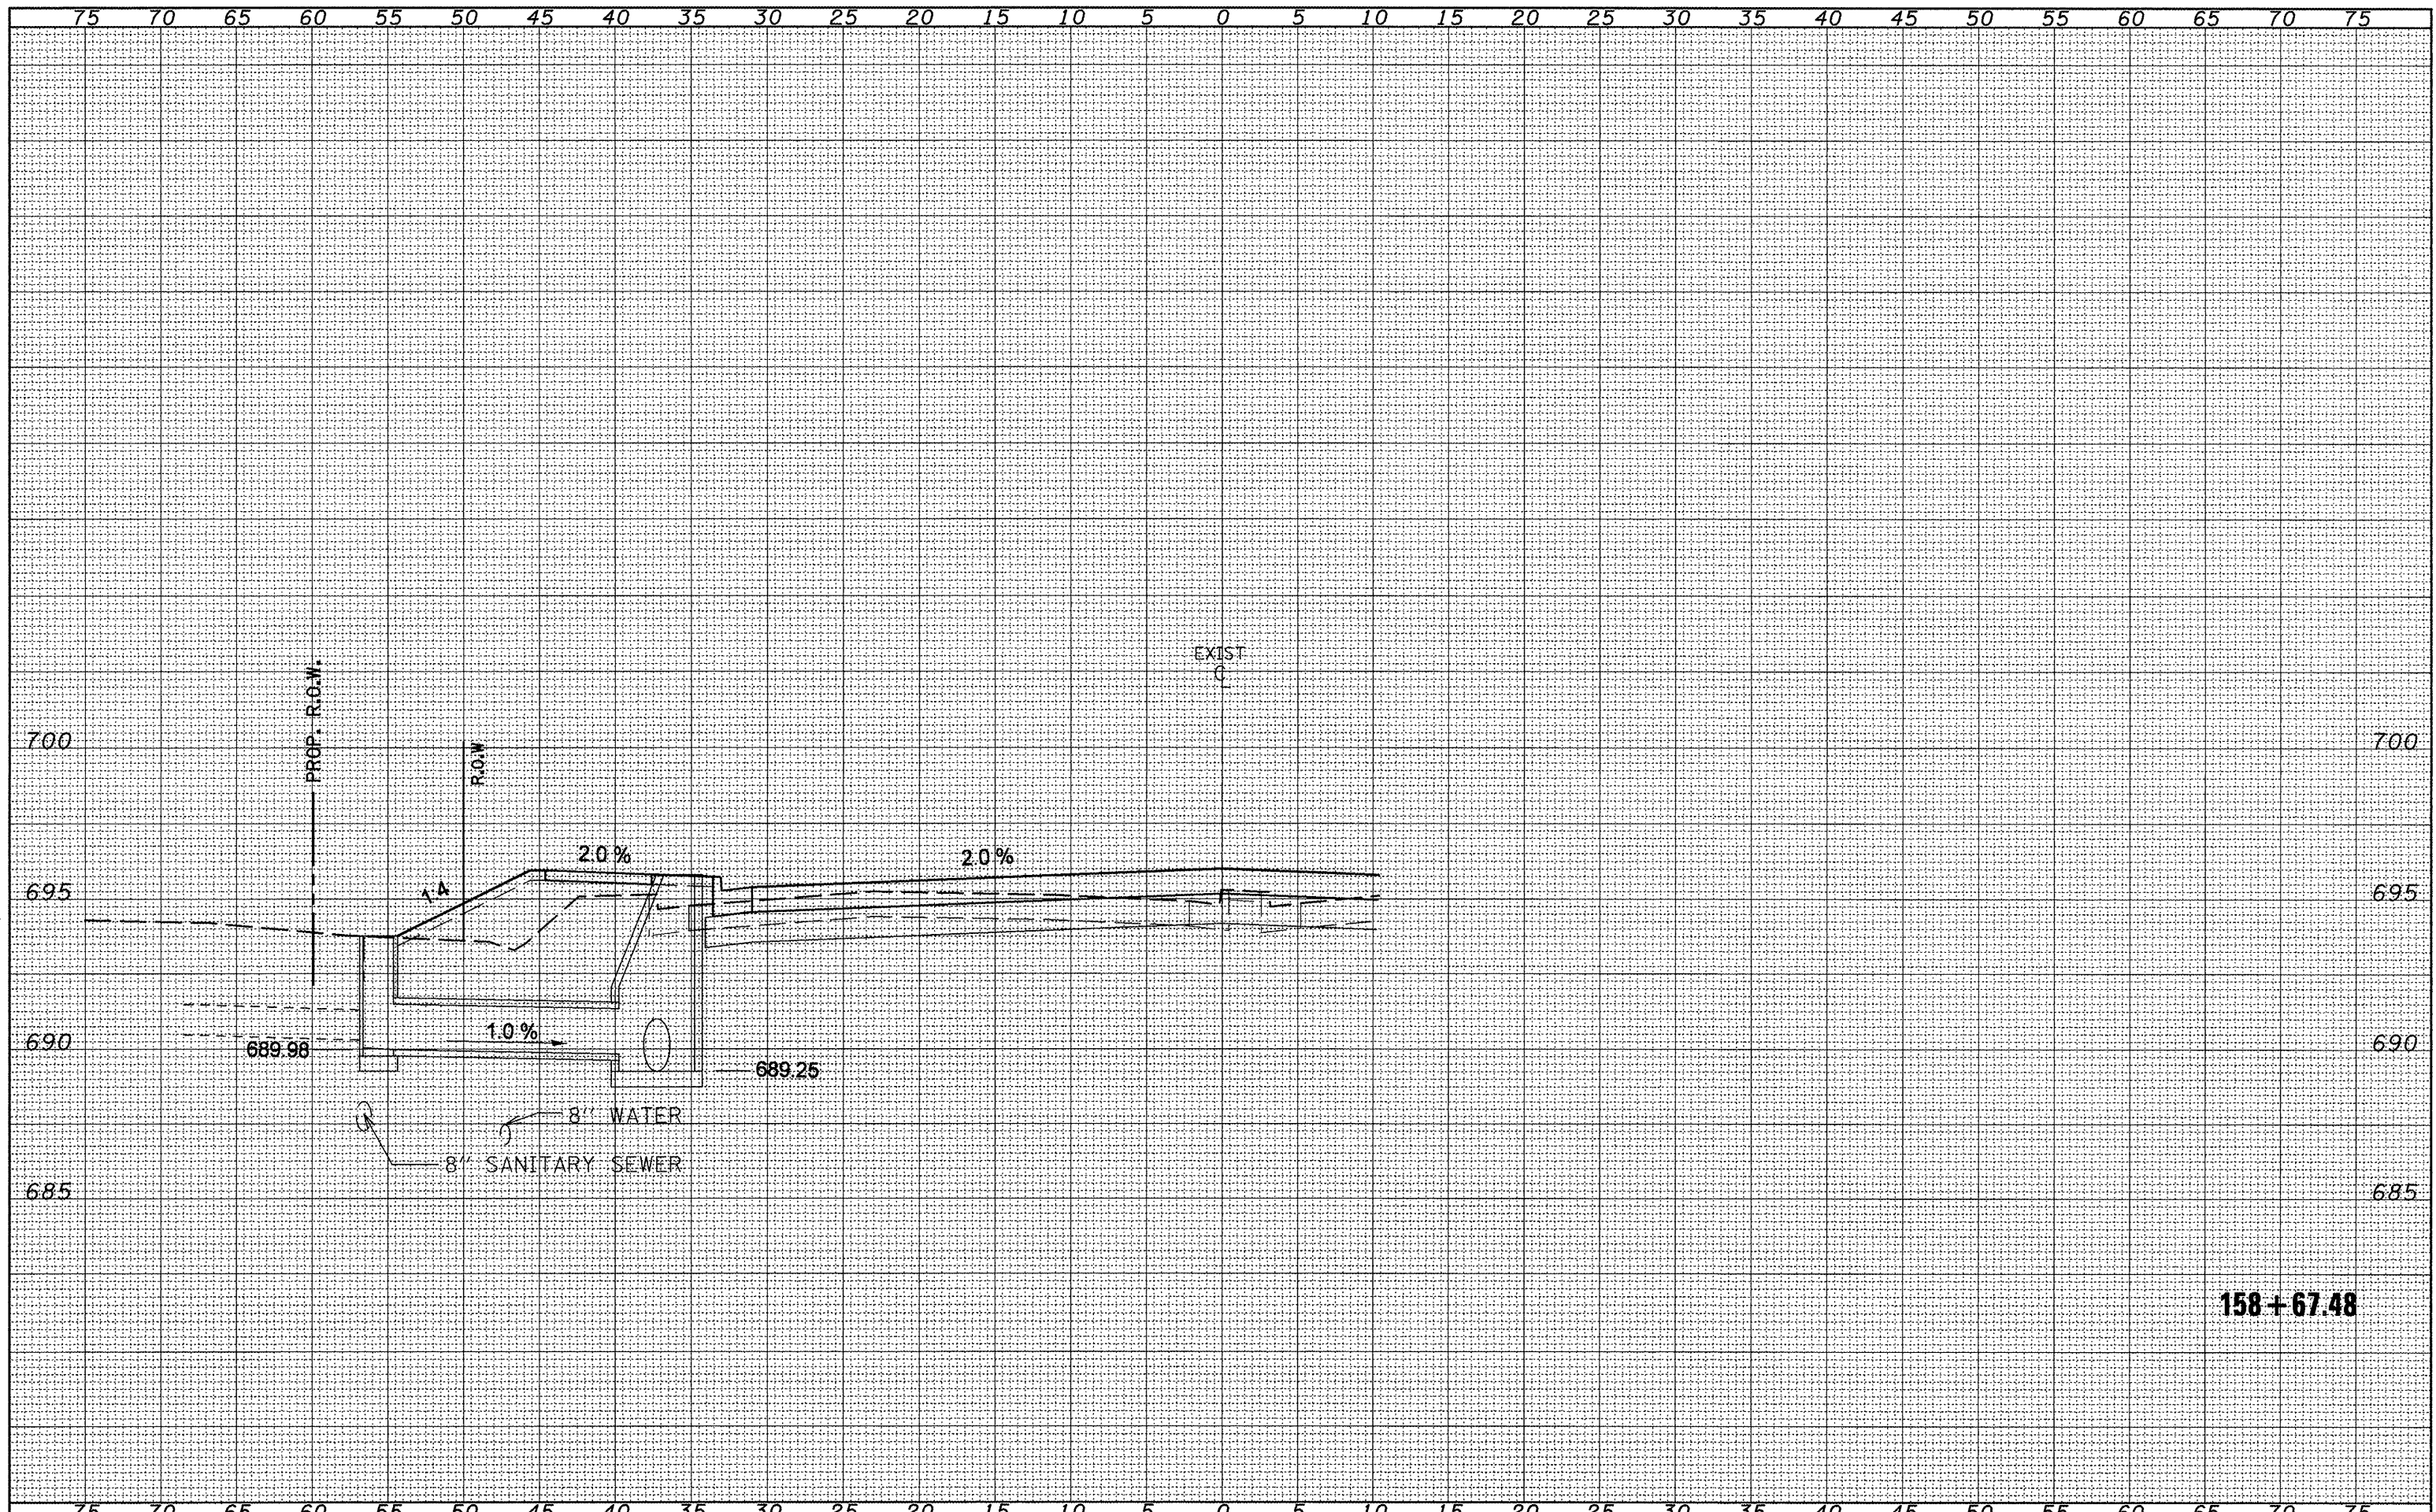 75 70 65 60 55 50 45 40 35 30 25 20 15 10 5 0 5 10 15 20 25 30 35 40 45 50 55 60 65 70 75
EXIST
℄
PROP. R.O.W.
R.O.W
700 700
2.0 %
2.0 %
1:4
695 695
1.0 %
690 690
689.98
689.25
8'' WATER
8'' SANITARY SEWER
685 685
158+67.48
75 70 65 60 55 50 45 40 35 30 25 20 15 10 5 0 5 10 15 20 25 30 35 40 45 50 55 60 65 70 75